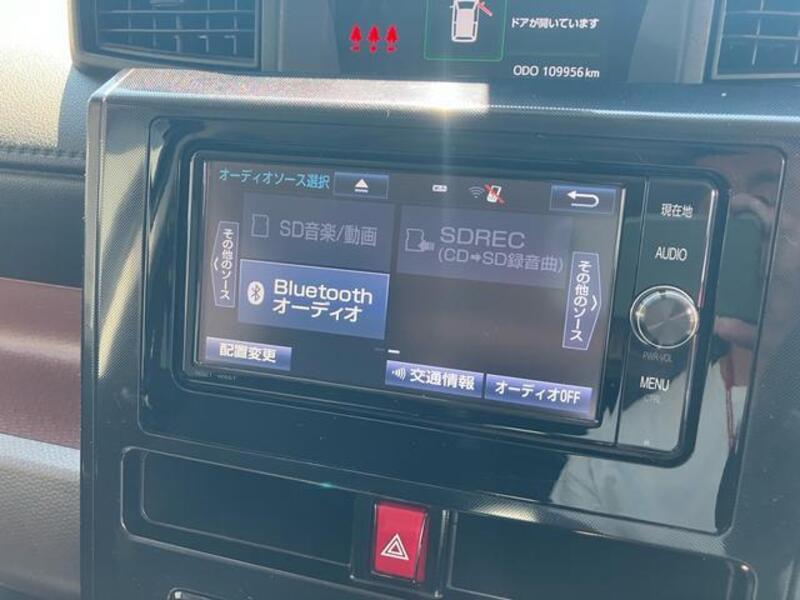 ドアが開いています
ODO 109956 km
オーディオソース選択
SD音楽/動画
SDREC
(CD➡SD録音曲)
その他のソース
Bluetooth
オーディオ
その他のソース
配置変更
交通情報
オーディオOFF
現在地
AUDIO
PWR·VOL
MENU